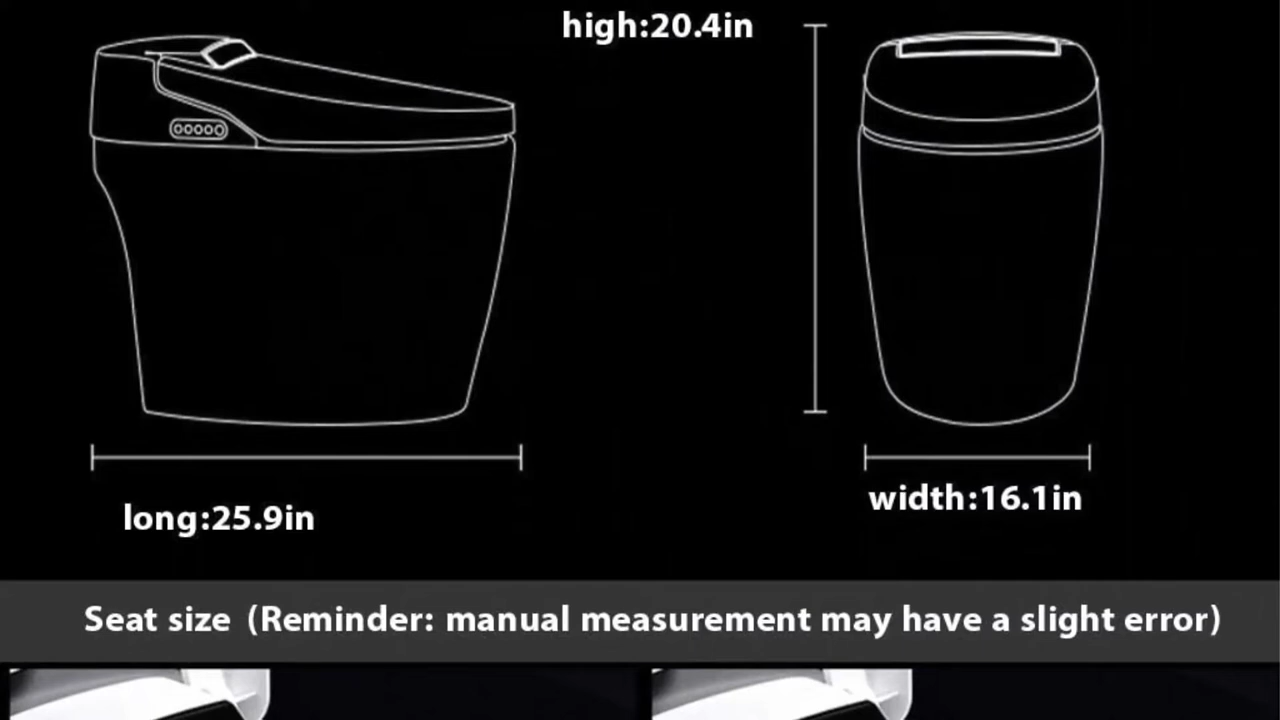 high:20.4in
long:25.9in
width:16.1in
Seat size (Reminder: manual measurement may have a slight error)